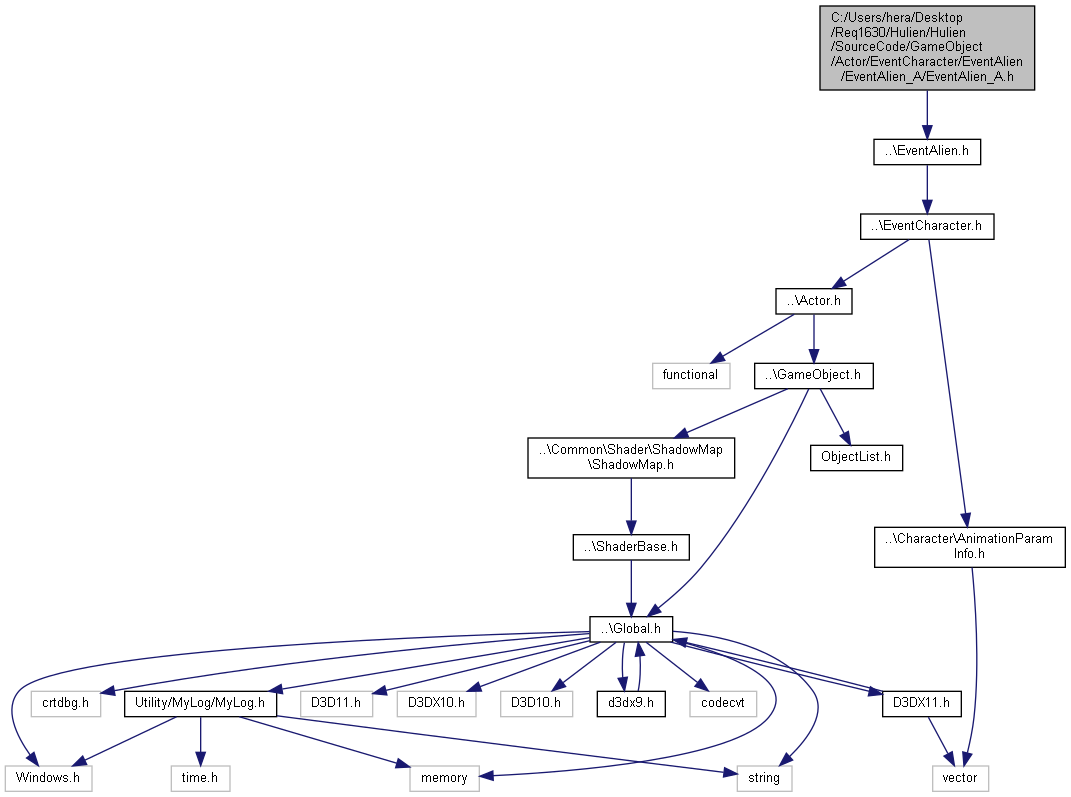 C:/Users/hera/Desktop
/Req1630/Hulien/Hulien
/SourceCode/GameObject
/Actor/EventCharacter/EventAlien
/EventAlien_A/EventAlien_A.h
..\EventAlien.h
..\EventCharacter.h
..\Actor.h
functional
..\GameObject.h
..\Common\Shader\ShadowMap
\ShadowMap.h
ObjectList.h
..\ShaderBase.h
..\Character\AnimationParam
Info.h
..\Global.h
crtdbg.h
Utility/MyLog/MyLog.h
D3D11.h
D3DX10.h
D3D10.h
d3dx9.h
codecvt
D3DX11.h
Windows.h
time.h
memory
string
vector